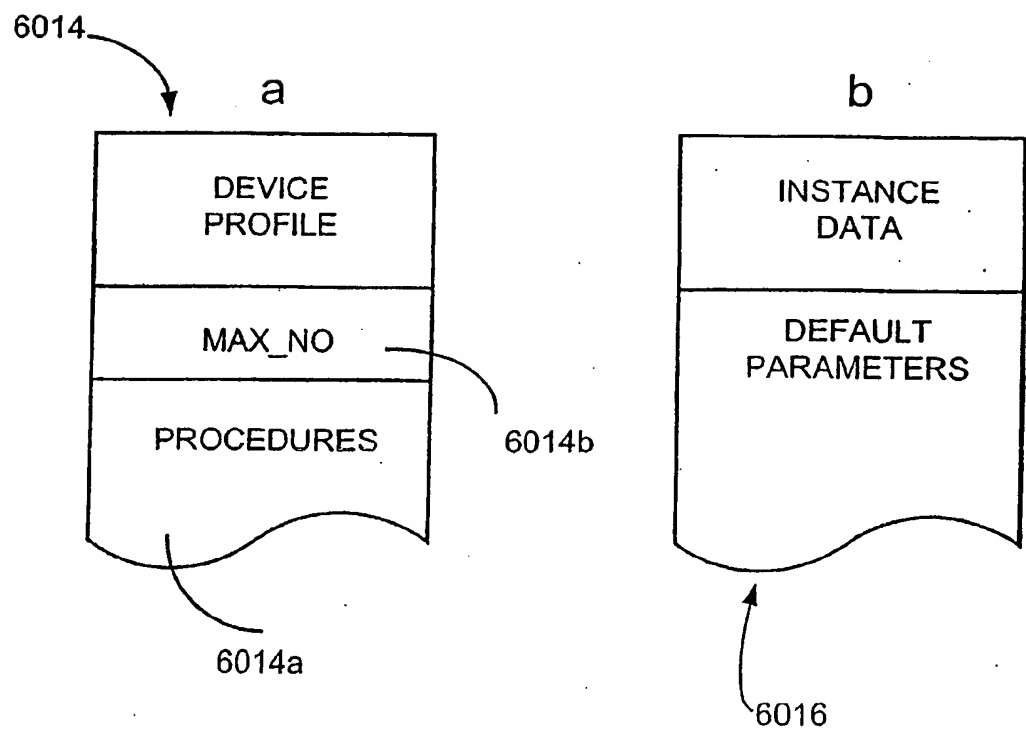 6014
a
b
DEVICE
PROFILE
INSTANCE
DATA
MAX_NO
DEFAULT
PARAMETERS
PROCEDURES
6014b
6014a
6016